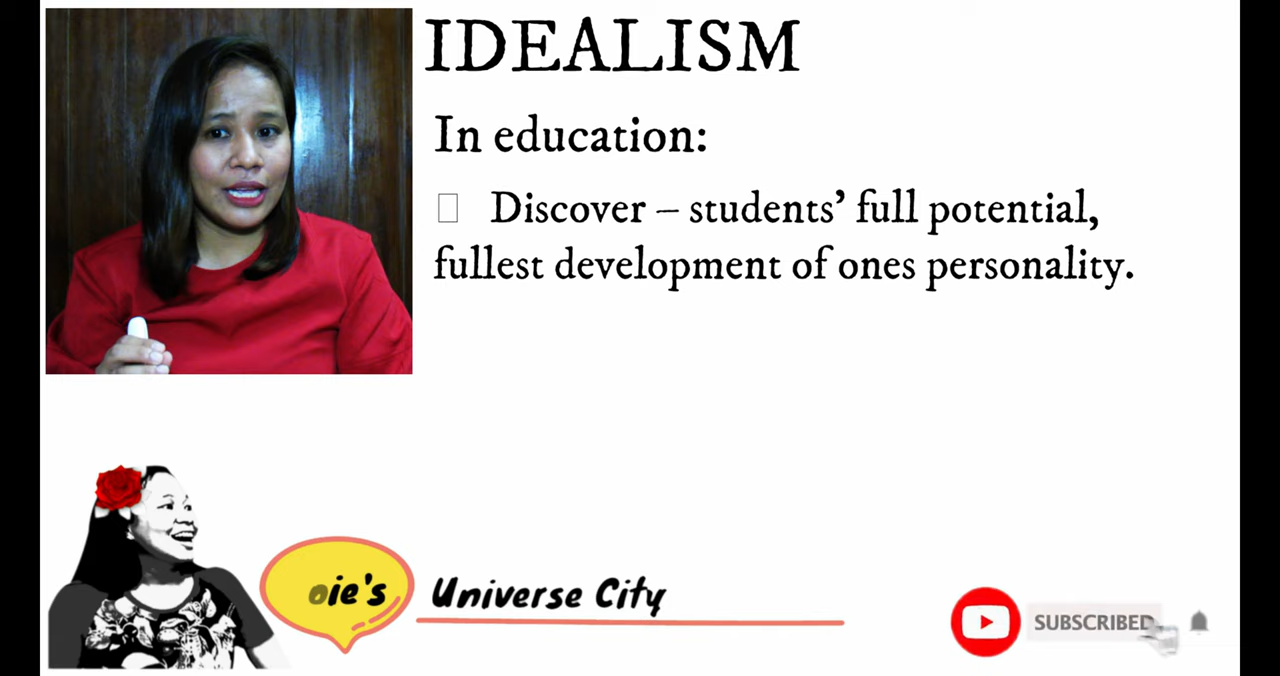 IDEALISM
In education:
Discover – students' full potential,
fullest development of ones personality.
oie's
Universe City
SUBSCRIBED